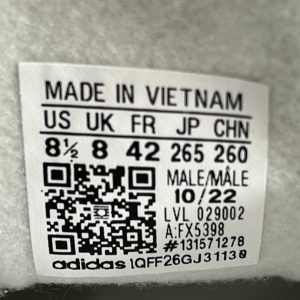 MADE IN VIETNAM
US UK FR JP CHN
8½ 8 42 265 260
MALE/MÂLE
10/22
LVL 029002
A:FX5398
#131571278
adidas 1QFF26GJ31130